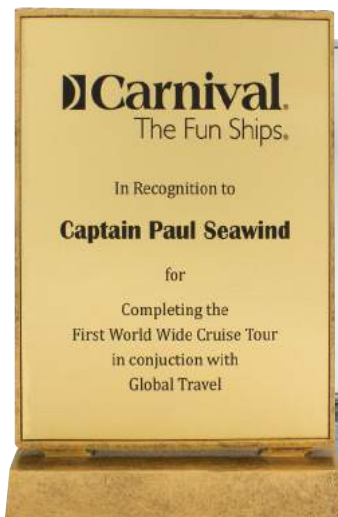 Carnival.
The Fun Ships.
In Recognition to
Captain Paul Seawind
for
Completing the
First World Wide Cruise Tour
in conjuction with
Global Travel